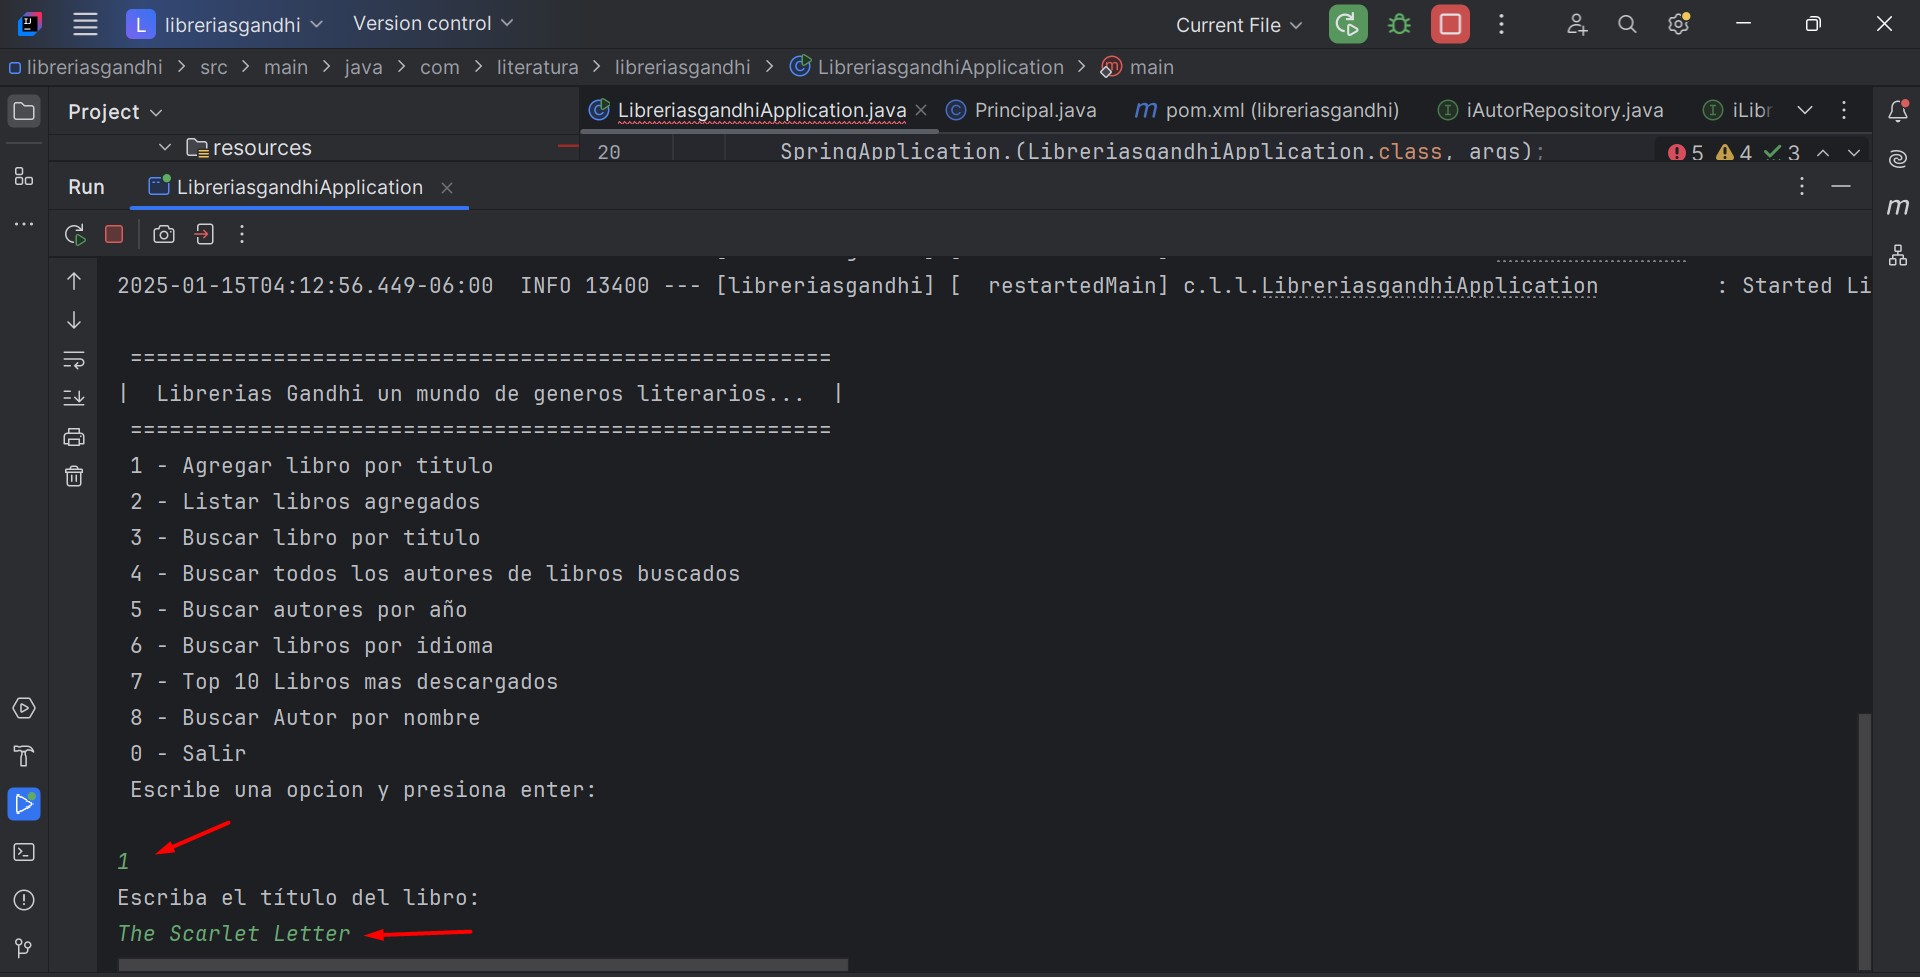 L libreriasgandhi Version control Current File
libreriasgandhi > src > main > java > com > literatura > libreriasgandhi > LibreriasgandhiApplication > main
Project LibreriasgandhiApplication.java Principal.java pom.xml (libreriasgandhi) iAutorRepository.java iLibr
resources 20 SpringApplication.(LibreriasgandhiApplication.class, args); 5 4 3
Run LibreriasgandhiApplication
2025-01-15T04:12:56.449-06:00 INFO 13400 --- [libreriasgandhi] [ restartedMain] c.l.l.LibreriasgandhiApplication : Started Li
======================================================
| Librerias Gandhi un mundo de generos literarios... |
======================================================
1 - Agregar libro por titulo
2 - Listar libros agregados
3 - Buscar libro por titulo
4 - Buscar todos los autores de libros buscados
5 - Buscar autores por año
6 - Buscar libros por idioma
7 - Top 10 Libros mas descargados
8 - Buscar Autor por nombre
0 - Salir
Escribe una opcion y presiona enter:
1
Escriba el título del libro:
The Scarlet Letter